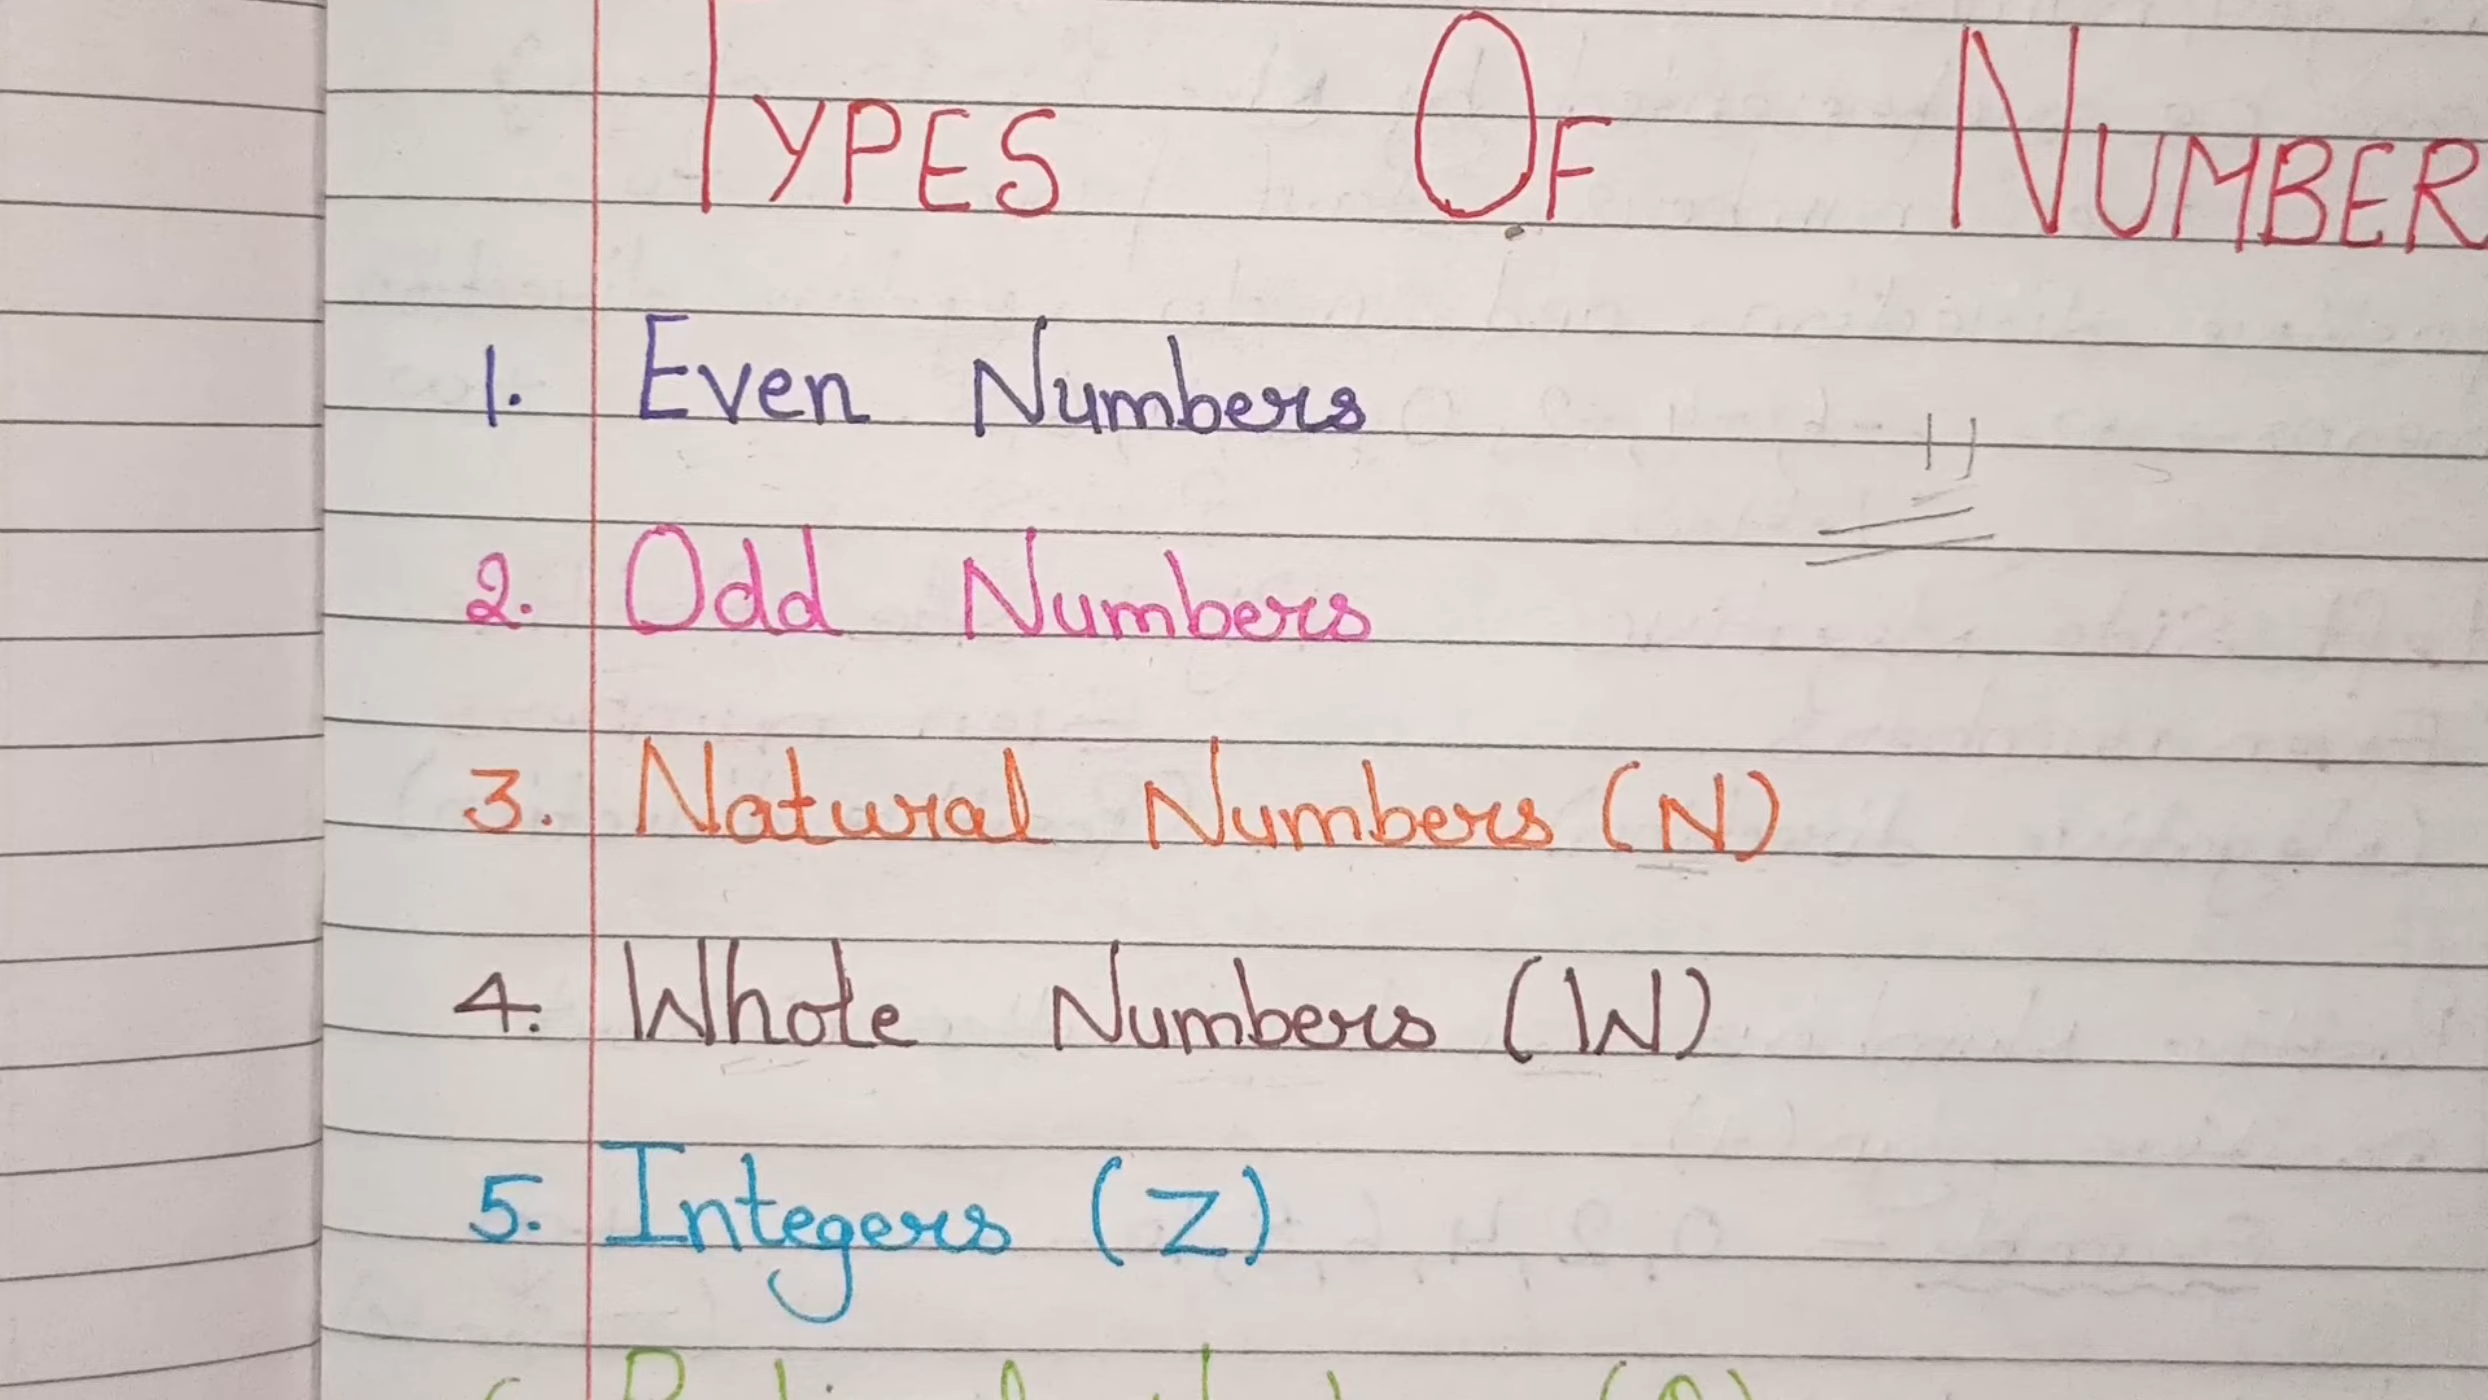 TYPES OF NUMBER
1. Even Numbers
2. Odd Numbers
3. Natural Numbers (N)
4. Whole Numbers (W)
5. Integers (Z)